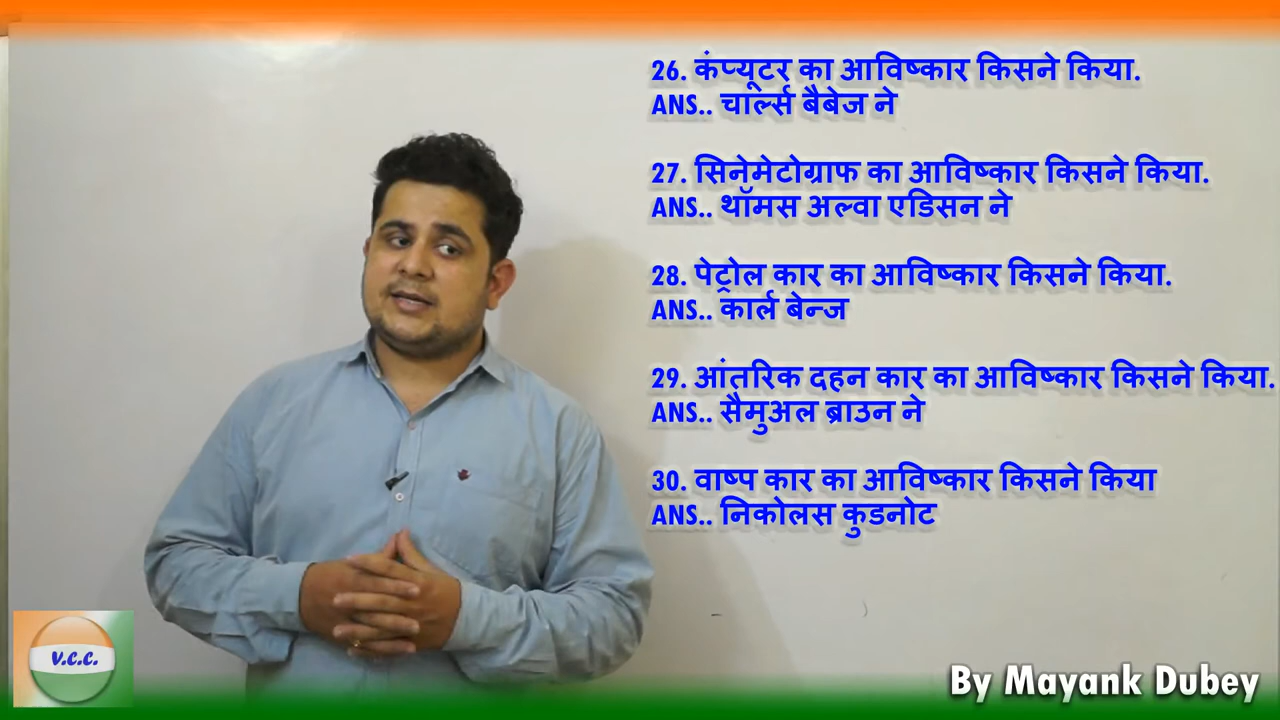 26. कंप्यूटर का आविष्कार किसने किया.
ANS.. चार्ल्स बैबेज ने
27. सिनेमेटोग्राफ का आविष्कार किसने किया.
ANS.. थॉमस अल्वा एडिसन ने
28. पेट्रोल कार का आविष्कार किसने किया.
ANS.. कार्ल बेन्ज
29. आंतरिक दहन कार का आविष्कार किसने किया.
ANS.. सैमुअल ब्राउन ने
30. वाष्प कार का आविष्कार किसने किया
ANS.. निकोलस कुडनोट
V.C.C.
By Mayank Dubey